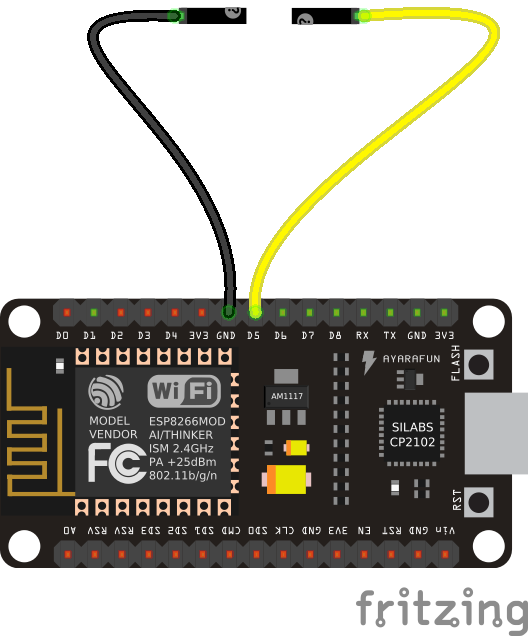 D0 D1 D2 D3 D4 3V3 GND D5 D6 D7 D8 RX TX GND 3V3
AYARAFUN
FLASH
WiFi
AM1117
MODEL
VENDOR
ESP8266MOD
AI/THINKER
ISM 2.4GHz
PA +25dBm
802.11b/g/n
FC
SILABS
CP2102
RST
A0 RSV RSV SD3 SD2 SD1 CMD SD0 CLK GND 3V3 EN RST GND Vin
fritzing